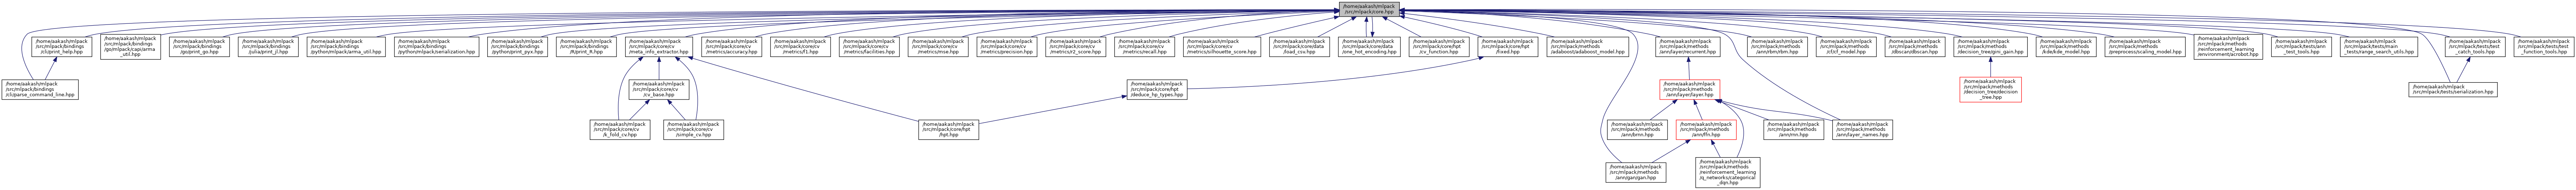 /home/aakash/mlpack
/src/mlpack/core.hpp
/home/aakash/mlpack
/src/mlpack/bindings
/cli/print_help.hpp
/home/aakash/mlpack
/src/mlpack/bindings
/go/mlpack/capi/arma
_util.hpp
/home/aakash/mlpack
/src/mlpack/bindings
/go/print_go.hpp
/home/aakash/mlpack
/src/mlpack/bindings
/julia/print_jl.hpp
/home/aakash/mlpack
/src/mlpack/bindings
/python/mlpack/arma_util.hpp
/home/aakash/mlpack
/src/mlpack/bindings
/python/mlpack/serialization.hpp
/home/aakash/mlpack
/src/mlpack/bindings
/python/print_pyx.hpp
/home/aakash/mlpack
/src/mlpack/bindings
/R/print_R.hpp
/home/aakash/mlpack
/src/mlpack/core/cv
/meta_info_extractor.hpp
/home/aakash/mlpack
/src/mlpack/core/cv
/metrics/accuracy.hpp
/home/aakash/mlpack
/src/mlpack/core/cv
/metrics/f1.hpp
/home/aakash/mlpack
/src/mlpack/core/cv
/metrics/facilities.hpp
/home/aakash/mlpack
/src/mlpack/core/cv
/metrics/mse.hpp
/home/aakash/mlpack
/src/mlpack/core/cv
/metrics/precision.hpp
/home/aakash/mlpack
/src/mlpack/core/cv
/metrics/r2_score.hpp
/home/aakash/mlpack
/src/mlpack/core/cv
/metrics/recall.hpp
/home/aakash/mlpack
/src/mlpack/core/cv
/metrics/silhouette_score.hpp
/home/aakash/mlpack
/src/mlpack/core/data
/load_csv.hpp
/home/aakash/mlpack
/src/mlpack/core/data
/one_hot_encoding.hpp
/home/aakash/mlpack
/src/mlpack/core/hpt
/cv_function.hpp
/home/aakash/mlpack
/src/mlpack/core/hpt
/fixed.hpp
/home/aakash/mlpack
/src/mlpack/methods
/adaboost/adaboost_model.hpp
/home/aakash/mlpack
/src/mlpack/methods
/ann/layer/recurrent.hpp
/home/aakash/mlpack
/src/mlpack/methods
/ann/rbm/rbm.hpp
/home/aakash/mlpack
/src/mlpack/methods
/cf/cf_model.hpp
/home/aakash/mlpack
/src/mlpack/methods
/dbscan/dbscan.hpp
/home/aakash/mlpack
/src/mlpack/methods
/decision_tree/gini_gain.hpp
/home/aakash/mlpack
/src/mlpack/methods
/kde/kde_model.hpp
/home/aakash/mlpack
/src/mlpack/methods
/preprocess/scaling_model.hpp
/home/aakash/mlpack
/src/mlpack/methods
/reinforcement_learning
/environment/acrobot.hpp
/home/aakash/mlpack
/src/mlpack/tests/ann
_test_tools.hpp
/home/aakash/mlpack
/src/mlpack/tests/main
_tests/range_search_utils.hpp
/home/aakash/mlpack
/src/mlpack/tests/test
_catch_tools.hpp
/home/aakash/mlpack
/src/mlpack/tests/test
_function_tools.hpp
/home/aakash/mlpack
/src/mlpack/bindings
/cli/parse_command_line.hpp
/home/aakash/mlpack
/src/mlpack/core/cv
/cv_base.hpp
/home/aakash/mlpack
/src/mlpack/core/hpt
/deduce_hp_types.hpp
/home/aakash/mlpack
/src/mlpack/methods
/ann/layer/layer.hpp
/home/aakash/mlpack
/src/mlpack/methods
/decision_tree/decision
_tree.hpp
/home/aakash/mlpack
/src/mlpack/tests/serialization.hpp
/home/aakash/mlpack
/src/mlpack/core/cv
/k_fold_cv.hpp
/home/aakash/mlpack
/src/mlpack/core/cv
/simple_cv.hpp
/home/aakash/mlpack
/src/mlpack/core/hpt
/hpt.hpp
/home/aakash/mlpack
/src/mlpack/methods
/ann/brnn.hpp
/home/aakash/mlpack
/src/mlpack/methods
/ann/ffn.hpp
/home/aakash/mlpack
/src/mlpack/methods
/ann/rnn.hpp
/home/aakash/mlpack
/src/mlpack/methods
/ann/layer_names.hpp
/home/aakash/mlpack
/src/mlpack/methods
/ann/gan/gan.hpp
/home/aakash/mlpack
/src/mlpack/methods
/reinforcement_learning
/q_networks/categorical
_dqn.hpp